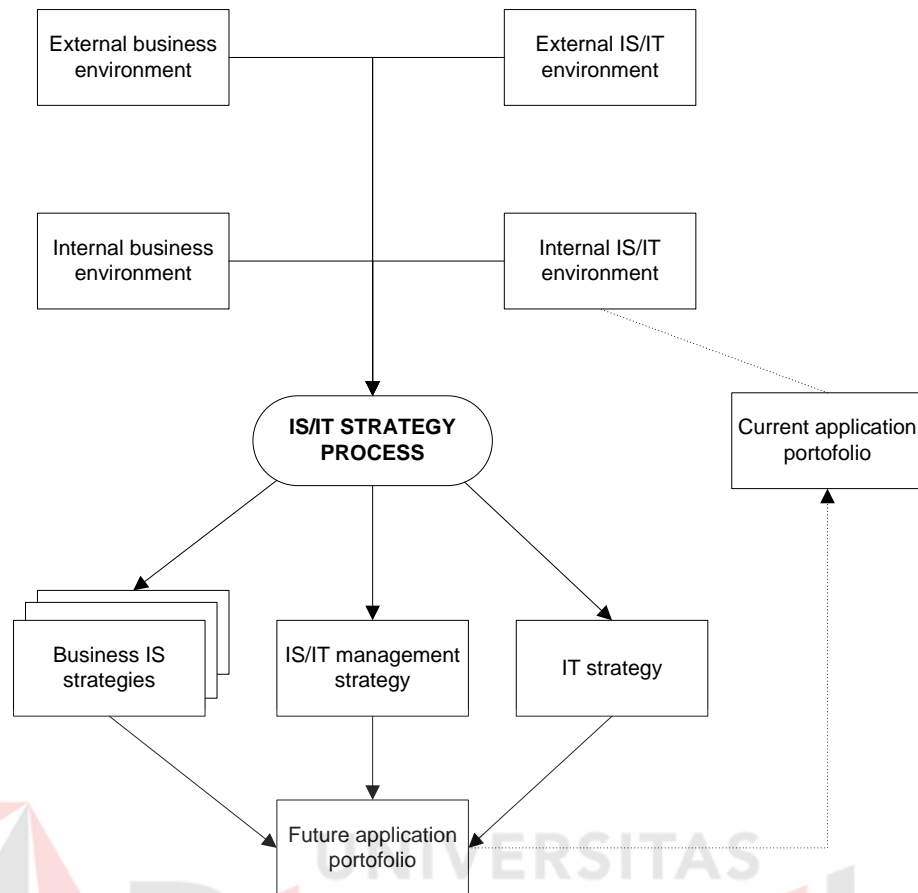 External business
environment
External IS/IT
environment
Internal business
environment
Internal IS/IT
environment
IS/IT STRATEGY
PROCESS
Current application
portofolio
Business IS
strategies
IS/IT management
strategy
IT strategy
Future application
portofolio
UNIVERSITAS